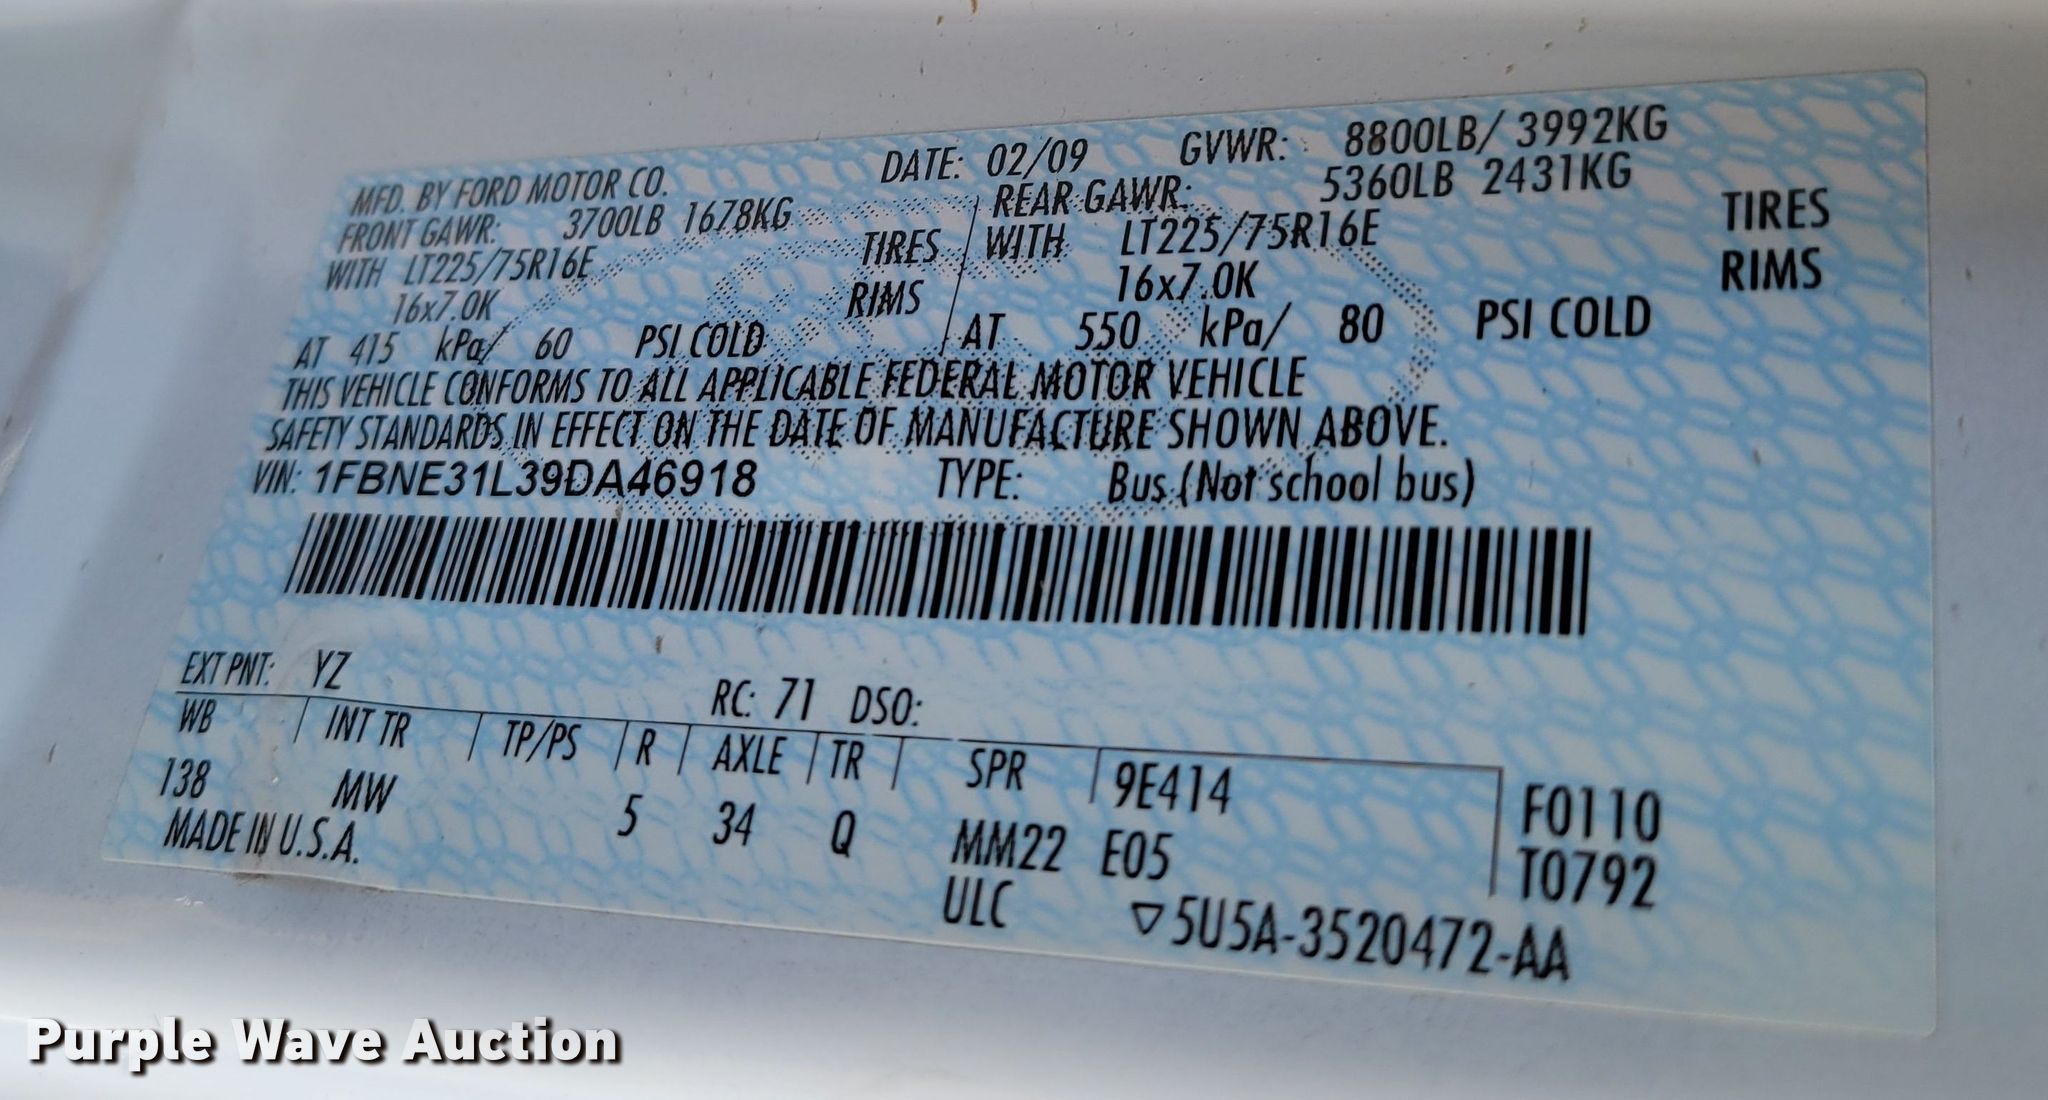 MFD. BY FORD MOTOR CO. DATE: 02/09 GVWR: 8800LB/ 3992KG
FRONT GAWR: 3700LB 1678KG REAR GAWR: 5360LB 2431KG
WITH LT225/75R16E TIRES WITH LT225/75R16E TIRES
16x7.0K RIMS 16x7.0K RIMS
AT 415 kPa/ 60 PSI COLD AT 550 kPa/ 80 PSI COLD
THIS VEHICLE CONFORMS TO ALL APPLICABLE FEDERAL MOTOR VEHICLE
SAFETY STANDARDS IN EFFECT ON THE DATE OF MANUFACTURE SHOWN ABOVE.
VIN: 1FBNE31L39DA46918 TYPE: Bus (Not school bus)
EXT PNT: YZ RC: 71 DSO:
WB INT TR TP/PS R AXLE TR SPR 9E414 F0110
138 MW 5 34 Q MM22 E05 T0792
MADE IN U.S.A. ULC ▽5U5A-3520472-AA
Purple Wave Auction